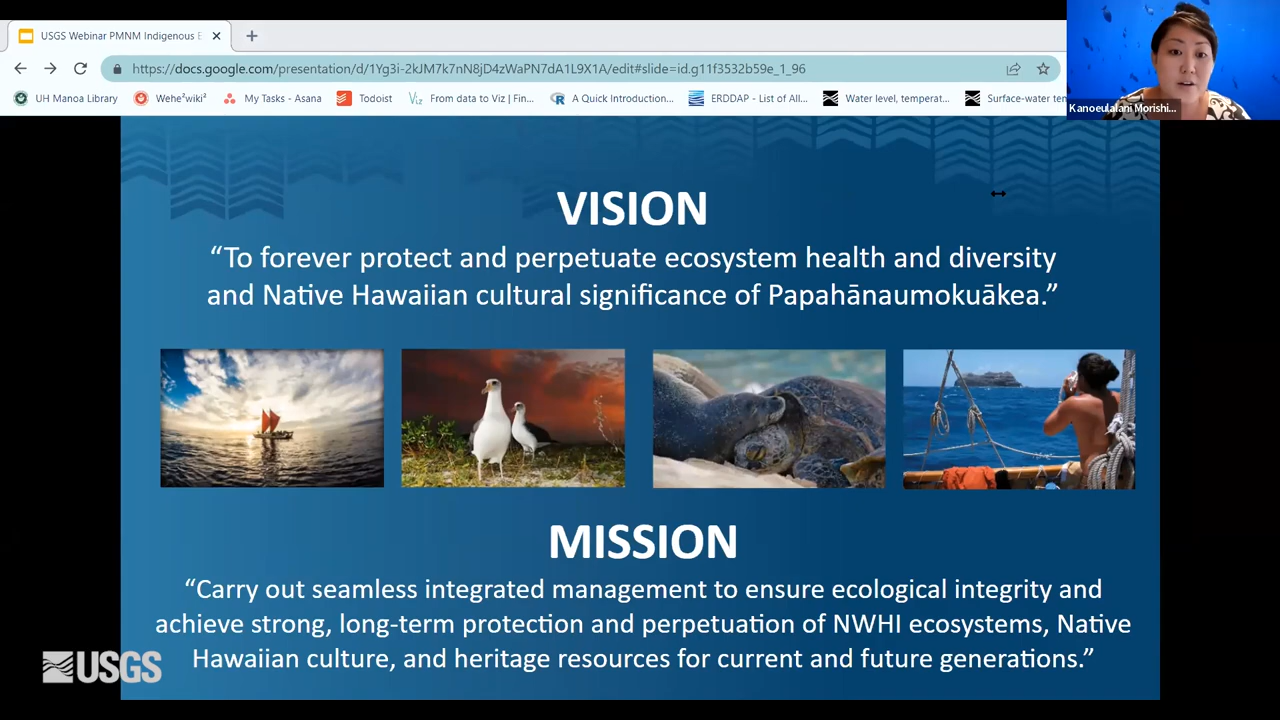 USGS Webinar PMNM Indigenous E
https://docs.google.com/presentation/d/1Yg3i-2kJM7k7nN8jD4zWaPN7dA1L9X1A/edit#slide=id.g11f3532b59e_1_96
UH Manoa Library
Wehe²wiki²
My Tasks - Asana
Todoist
From data to Viz | Fin...
A Quick Introduction...
ERDDAP - List of All...
Water level, temperat...
Surface-water te
Kanoeulalani Morishi...
VISION
“To forever protect and perpetuate ecosystem health and diversity
and Native Hawaiian cultural significance of Papahānaumokuākea.”
MISSION
“Carry out seamless integrated management to ensure ecological integrity and
achieve strong, long-term protection and perpetuation of NWHI ecosystems, Native
Hawaiian culture, and heritage resources for current and future generations.”
USGS